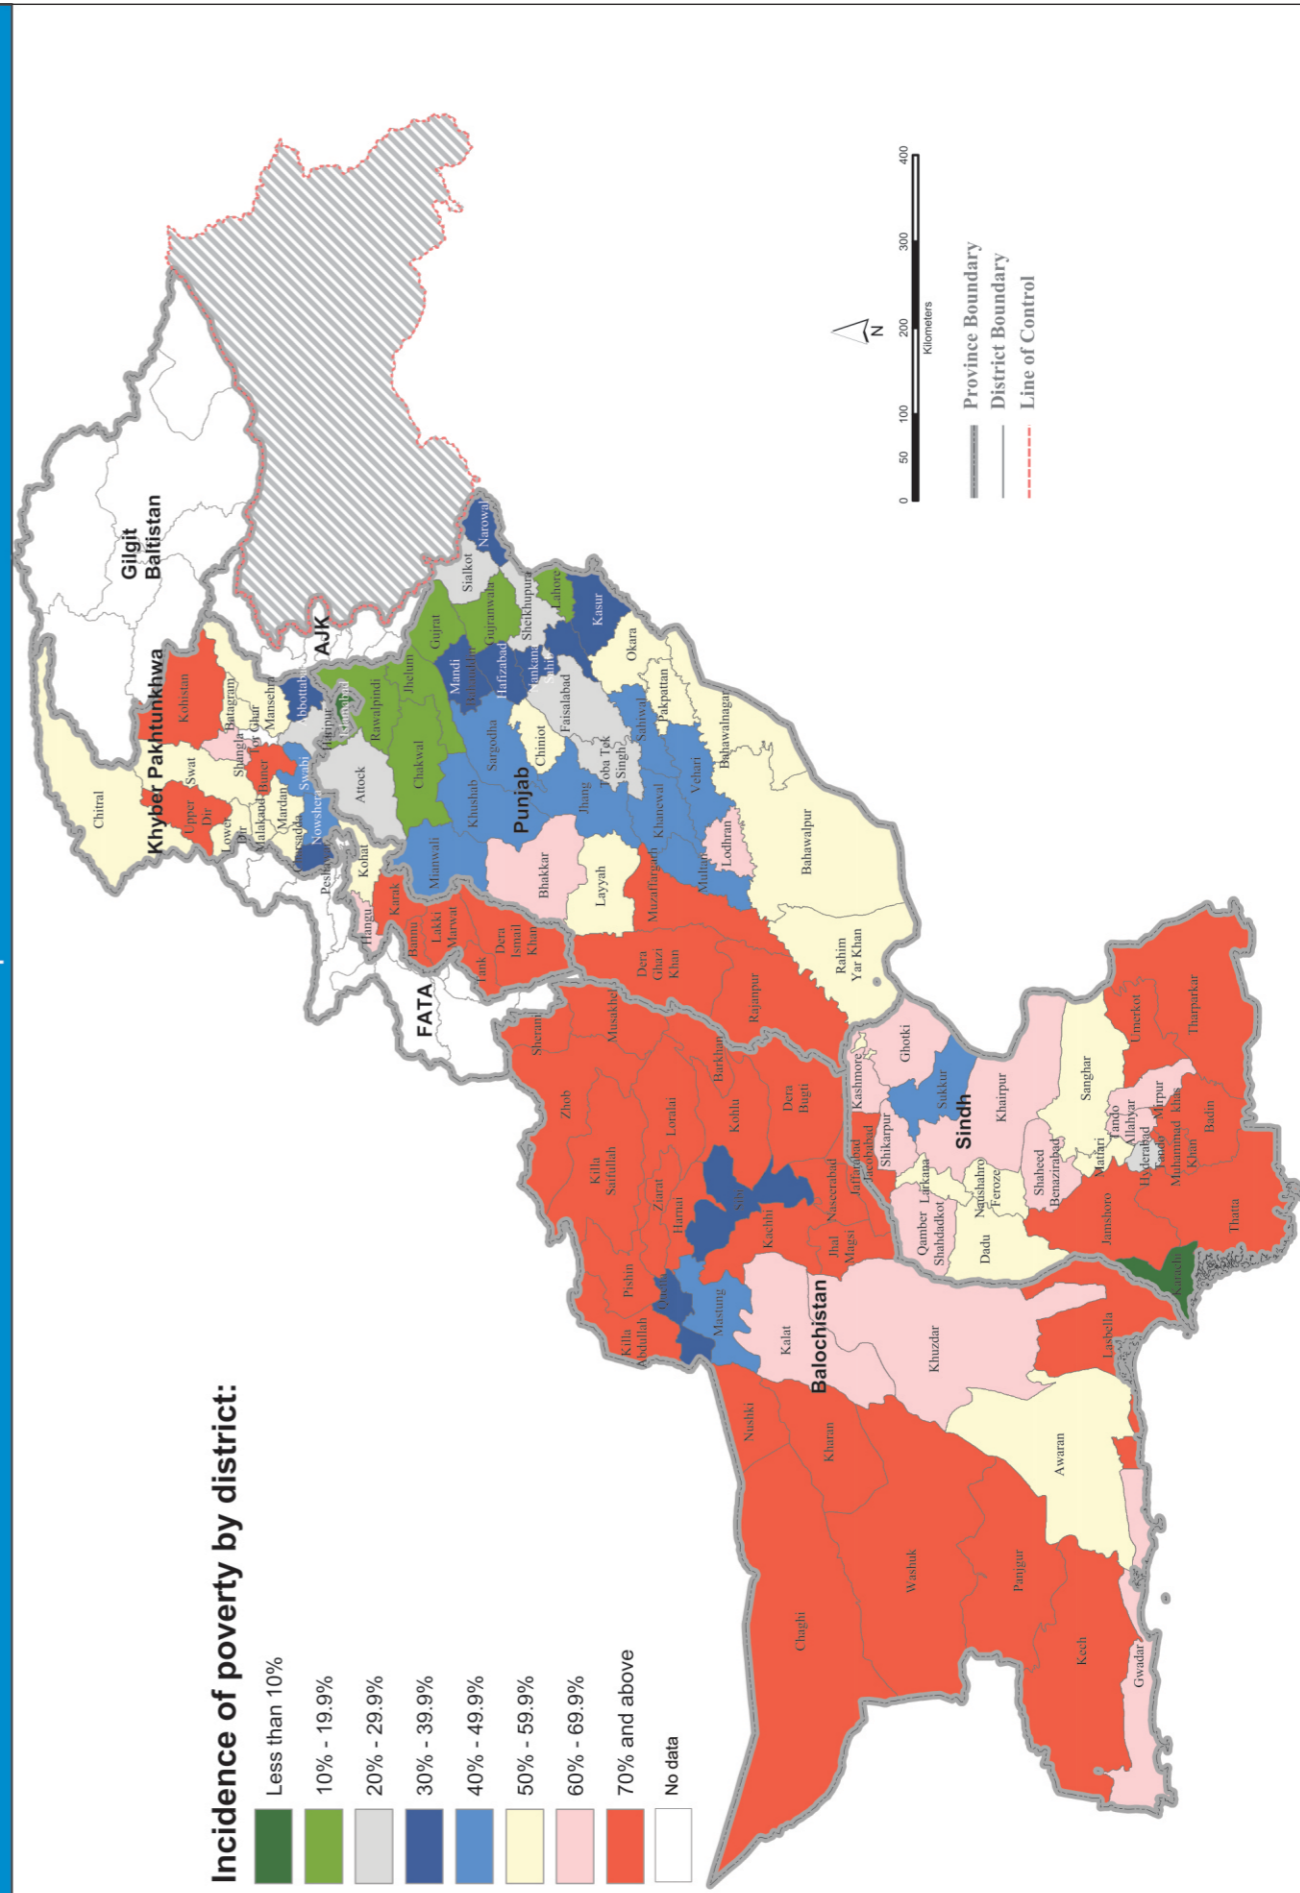 Incidence of poverty by district:
Less than 10%
10% - 19.9%
20% - 29.9%
30% - 39.9%
40% - 49.9%
50% - 59.9%
60% - 69.9%
70% and above
No data
Gilgit
Baltistan
Khyber Pakhtunkhwa
AJK
FATA
Punjab
Balochistan
Sindh
Chitral
Kohistan
Upper
Dir
Swat
Shangla
Batagram
Lower
Dir
Malakand
Buner
Tor Ghar
Mansehra
Mardan
Swabi
Nowshera
Haripur
Kohat
Hangu
Karak
Bannu
Lakki
Marwat
Tank
Dera
Ismail
Khan
Attock
Rawalpindi
Chakwal
Jhelum
Gujrat
Mandi
Sialkot
Narowal
Gujranwala
Hafizabad
Sheikhupura
Lahore
Kasur
Nankana
Mianwali
Khushab
Sargodha
Chiniot
Faisalabad
Bhakkar
Jhang
Toba Tek
Singh
Okara
Layyah
Khanewal
Sahiwal
Pakpattan
Muzaffargarh
Multan
Vehari
Lodhran
Bahawalnagar
Bahawalpur
Dera
Ghazi
Khan
Rajanpur
Rahim
Yar Khan
Sherani
Musakhel
Zhob
Killa
Saifullah
Loralai
Barkhan
Ziarat
Harnai
Kohlu
Dera
Bugti
Pishin
Killa
Abdullah
Mastung
Kachhi
Naseerabad
Jaffarabad
Jhal
Magsi
Kalat
Khuzdar
Nushki
Kharan
Chaghi
Washuk
Panjgur
Kech
Awaran
Gwadar
Lasbella
Kashmore
Ghotki
Jacobabad
Shikarpur
Sukkur
Khairpur
Larkana
Qamber
Shahdadkot
Naushahro
Feroze
Dadu
Shaheed
Benazirabad
Sanghar
Matiari
Tando
Allahyar
Hyderabad
Mirpur
khas
Umerkot
Tharparkar
Tando
Muhammad
Khan
Badin
Jamshoro
Thatta
Karachi
N
0 50 100 200 300 400
Kilometers
Province Boundary
District Boundary
Line of Control